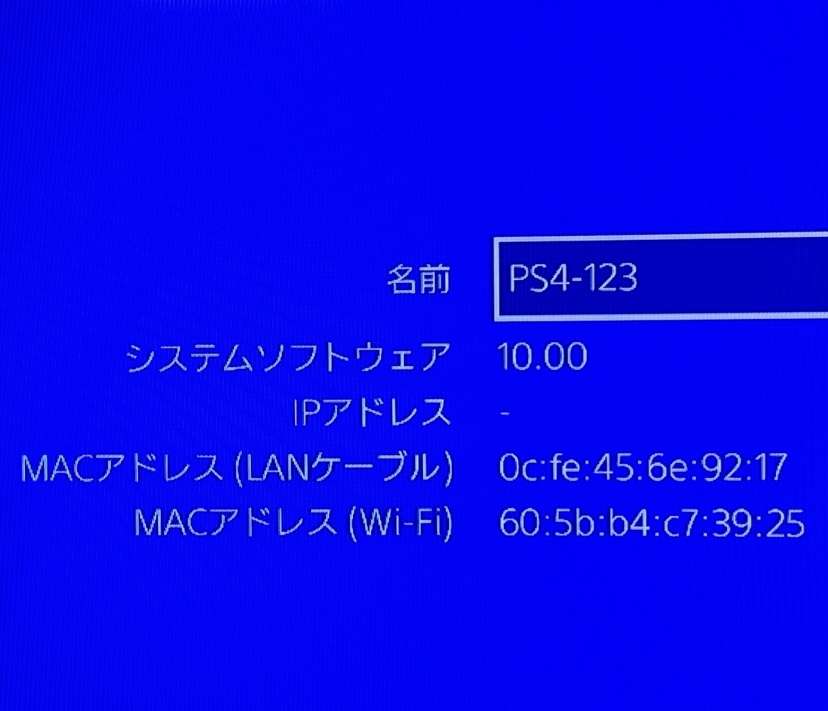 名前 PS4-123
システムソフトウェア 10.00
IPアドレス -
MACアドレス (LANケーブル) 0c:fe:45:6e:92:17
MACアドレス (Wi-Fi) 60:5b:b4:c7:39:25